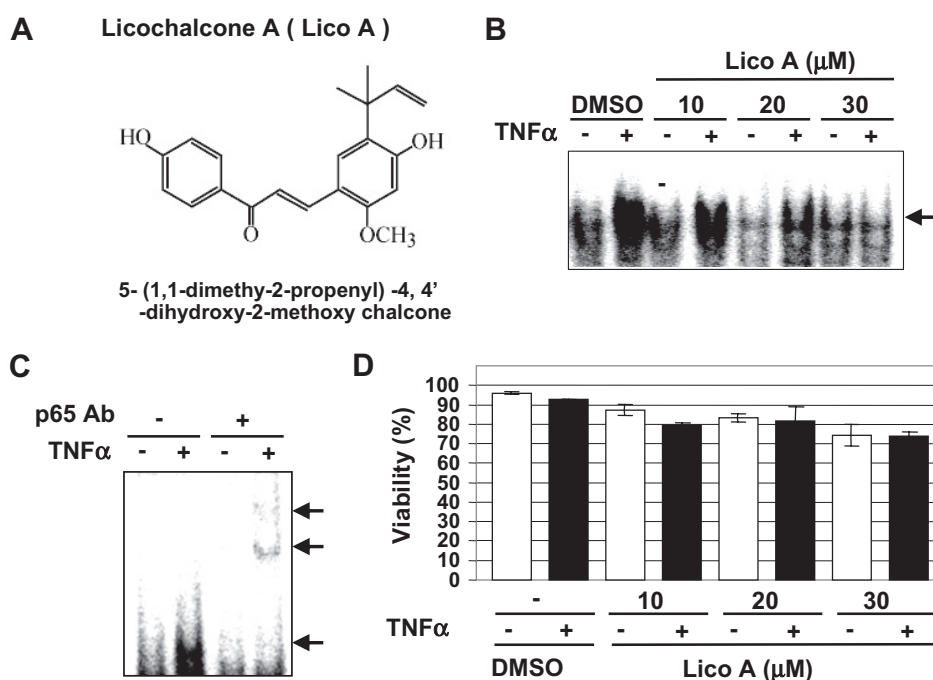 A
Licochalcone A ( Lico A )
HO
O
OCH3
OH
5- (1,1-dimethy-2-propenyl) -4, 4’
-dihydroxy-2-methoxy chalcone
B
Lico A (μM)
DMSO 10 20 30
TNFα - + - + - + - +
-
C
p65 Ab - +
TNFα - + - +
D
Viability (%)
100
90
80
70
60
50
40
30
20
10
0
- 10 20 30
TNFα - + - + - + - +
DMSO Lico A (μM)